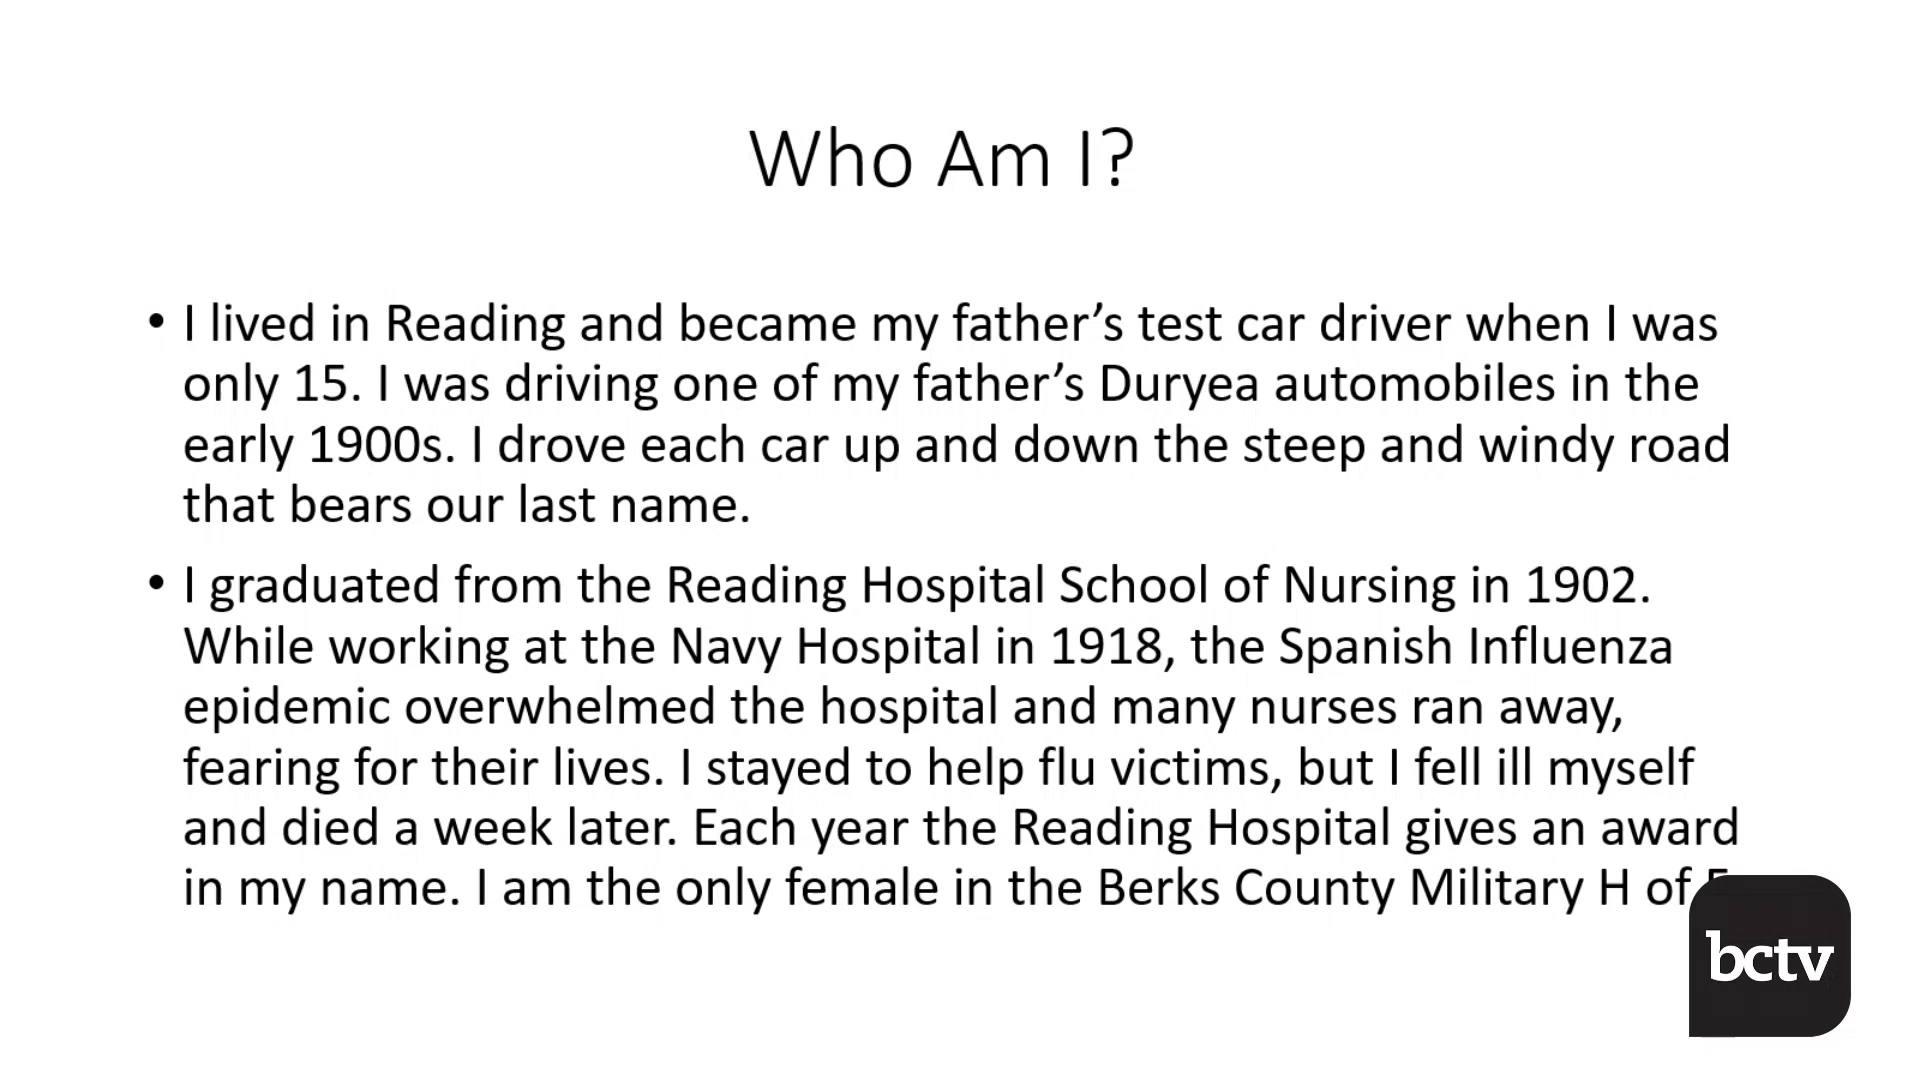 Who Am I?
• I lived in Reading and became my father’s test car driver when I was
only 15. I was driving one of my father’s Duryea automobiles in the
early 1900s. I drove each car up and down the steep and windy road
that bears our last name.
• I graduated from the Reading Hospital School of Nursing in 1902.
While working at the Navy Hospital in 1918, the Spanish Influenza
epidemic overwhelmed the hospital and many nurses ran away,
fearing for their lives. I stayed to help flu victims, but I fell ill myself
and died a week later. Each year the Reading Hospital gives an award
in my name. I am the only female in the Berks County Military H of
bctv